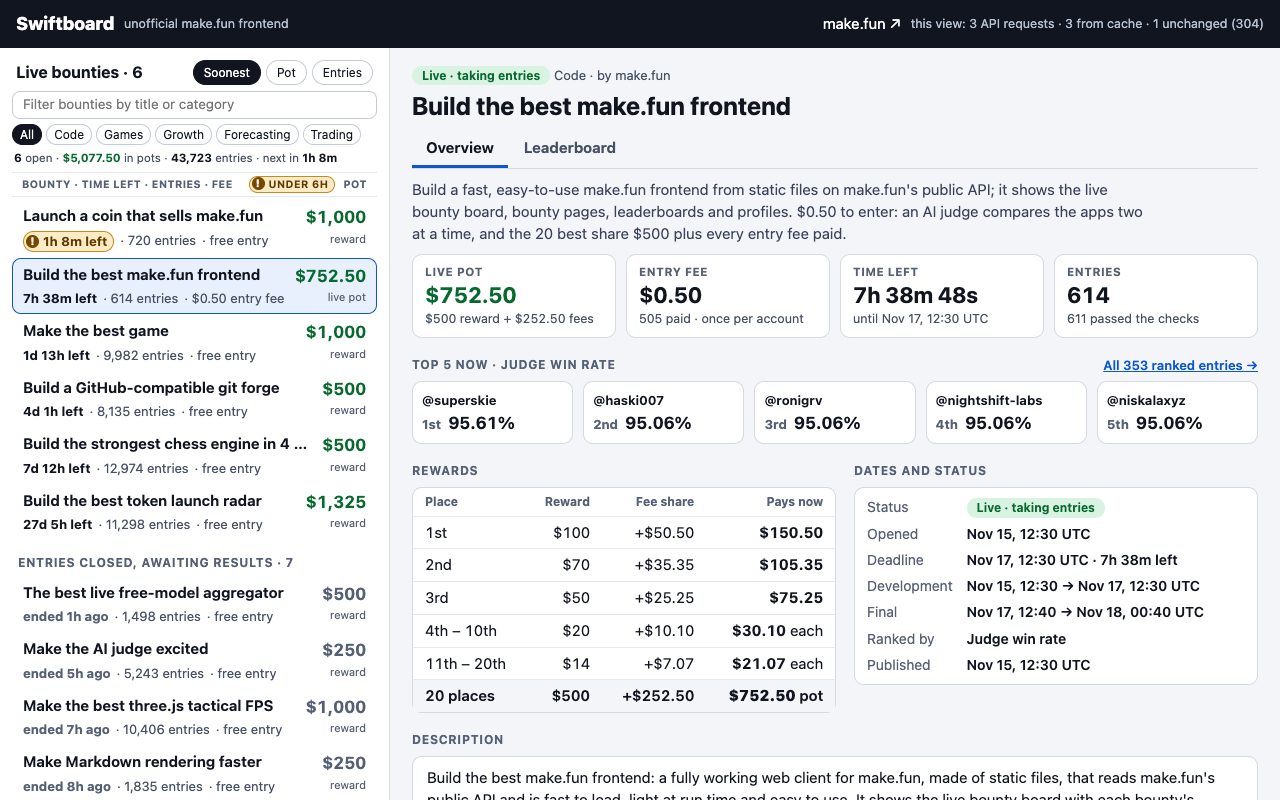 Swiftboard unofficial make.fun frontend
make.fun ↗ this view: 3 API requests · 3 from cache · 1 unchanged (304)
Live bounties · 6 Soonest Pot Entries
Filter bounties by title or category
All Code Games Growth Forecasting Trading
6 open · $5,077.50 in pots · 43,723 entries · next in 1h 8m
BOUNTY · TIME LEFT · ENTRIES · FEE ! UNDER 6H POT
Launch a coin that sells make.fun $1,000
! 1h 8m left · 720 entries · free entry reward
Build the best make.fun frontend $752.50
7h 38m left · 614 entries · $0.50 entry fee live pot
Make the best game $1,000
1d 13h left · 9,982 entries · free entry reward
Build a GitHub-compatible git forge $500
4d 1h left · 8,135 entries · free entry reward
Build the strongest chess engine in 4 ... $500
7d 12h left · 12,974 entries · free entry reward
Build the best token launch radar $1,325
27d 5h left · 11,298 entries · free entry reward
ENTRIES CLOSED, AWAITING RESULTS · 7
The best live free-model aggregator $500
ended 1h ago · 1,498 entries · free entry reward
Make the AI judge excited $250
ended 5h ago · 5,243 entries · free entry reward
Make the best three.js tactical FPS $1,000
ended 7h ago · 10,406 entries · free entry reward
Make Markdown rendering faster $250
ended 8h ago · 1,835 entries · free entry reward
Live · taking entries Code · by make.fun
Build the best make.fun frontend
Overview Leaderboard
Build a fast, easy-to-use make.fun frontend from static files on make.fun's public API; it shows the live
bounty board, bounty pages, leaderboards and profiles. $0.50 to enter: an AI judge compares the apps two
at a time, and the 20 best share $500 plus every entry fee paid.
LIVE POT ENTRY FEE TIME LEFT ENTRIES
$752.50 $0.50 7h 38m 48s 614
$500 reward + $252.50 fees 505 paid · once per account until Nov 17, 12:30 UTC 611 passed the checks
TOP 5 NOW · JUDGE WIN RATE All 353 ranked entries →
@superskie @haski007 @ronigrv @nightshift-labs @niskalaxyz
1st 95.61% 2nd 95.06% 3rd 95.06% 4th 95.06% 5th 95.06%
REWARDS
Place Reward Fee share Pays now
1st $100 +$50.50 $150.50
2nd $70 +$35.35 $105.35
3rd $50 +$25.25 $75.25
4th – 10th $20 +$10.10 $30.10 each
11th – 20th $14 +$7.07 $21.07 each
20 places $500 +$252.50 $752.50 pot
DATES AND STATUS
Status Live · taking entries
Opened Nov 15, 12:30 UTC
Deadline Nov 17, 12:30 UTC · 7h 38m left
Development Nov 15, 12:30 → Nov 17, 12:30 UTC
Final Nov 17, 12:40 → Nov 18, 00:40 UTC
Ranked by Judge win rate
Published Nov 15, 12:30 UTC
DESCRIPTION
Build the best make.fun frontend: a fully working web client for make.fun, made of static files, that reads make.fun's
public API and is fast to load, light at run time and easy to use. It shows the live bounty board with each bounty's